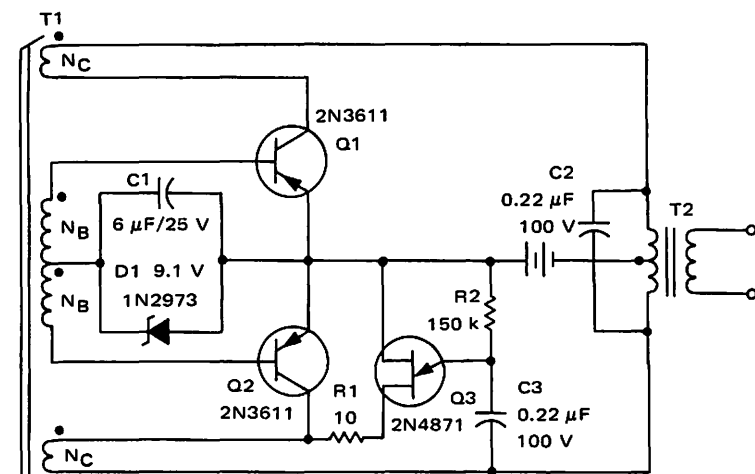 T1
NC
2N3611
Q1
C1
6 μF/25 V
NB
D1 9.1 V
1N2973
NB
C2
0.22 μF
100 V
T2
R2
150 k
Q2
2N3611
R1
10
Q3
2N4871
C3
0.22 μF
100 V
NC